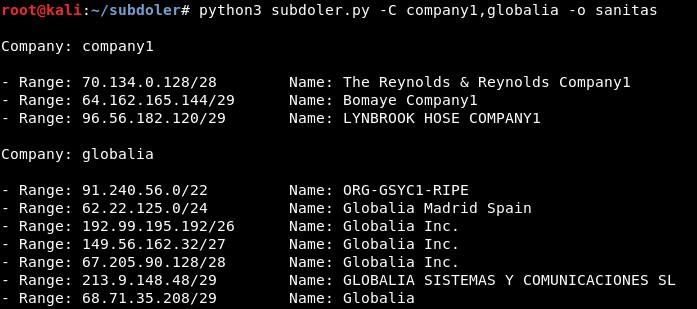 root@kali:~/subdoler# python3 subdoler.py -C company1,globalia -o sanitas
Company: company1
- Range: 70.134.0.128/28 Name: The Reynolds & Reynolds Company1
- Range: 64.162.165.144/29 Name: Bomaye Company1
- Range: 96.56.182.120/29 Name: LYNBROOK HOSE COMPANY1
Company: globalia
- Range: 91.240.56.0/22 Name: ORG-GSYC1-RIPE
- Range: 62.22.125.0/24 Name: Globalia Madrid Spain
- Range: 192.99.195.192/26 Name: Globalia Inc.
- Range: 149.56.162.32/27 Name: Globalia Inc.
- Range: 67.205.90.128/28 Name: Globalia Inc.
- Range: 213.9.148.48/29 Name: GLOBALIA SISTEMAS Y COMUNICACIONES SL
- Range: 68.71.35.208/29 Name: Globalia